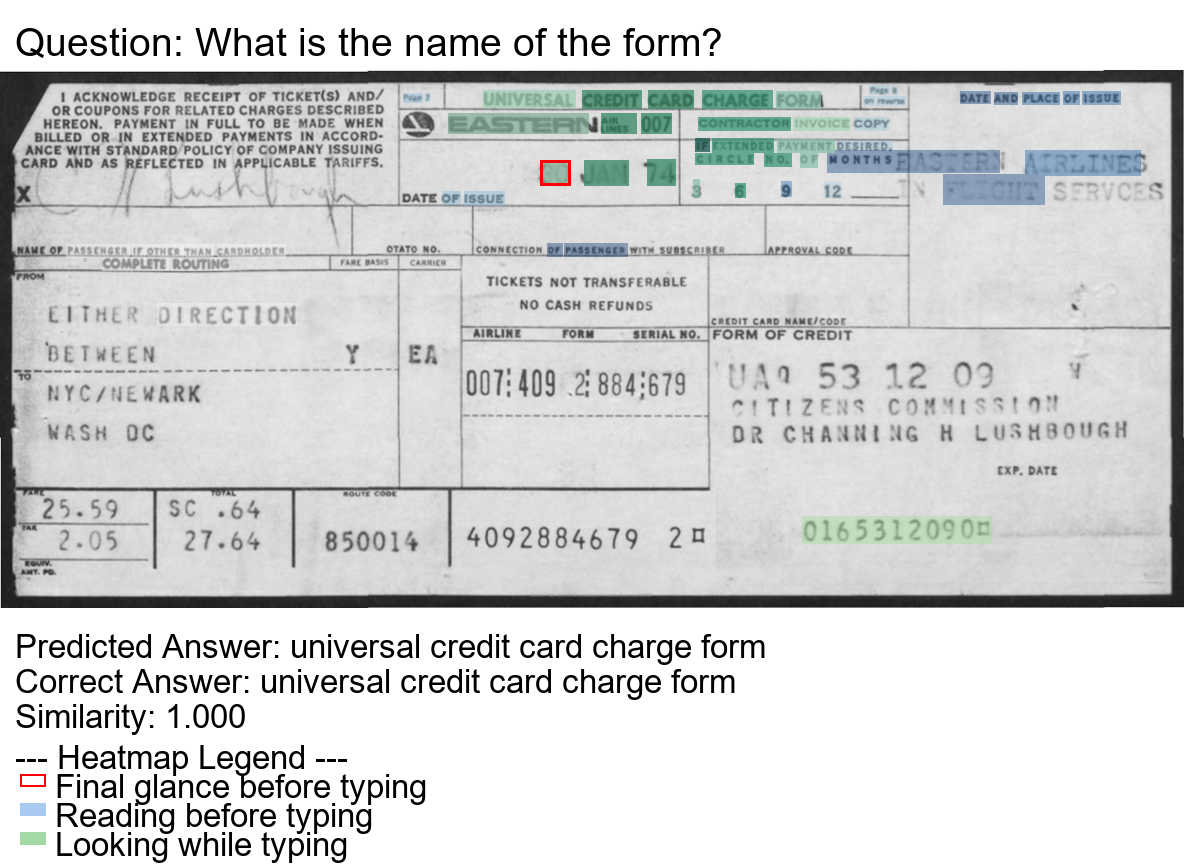 Question: What is the name of the form?
I ACKNOWLEDGE RECEIPT OF TICKET(S) AND/
OR COUPONS FOR RELATED CHARGES DESCRIBED
HEREON. PAYMENT IN FULL TO BE MADE WHEN
BILLED OR IN EXTENDED PAYMENTS IN ACCORD-
ANCE WITH STANDARD POLICY OF COMPANY ISSUING
CARD AND AS REFLECTED IN APPLICABLE TARIFFS.
X
UNIVERSAL CREDIT CARD CHARGE FORM
on reverse
EASTERN AIR LINES 007
CONTRACTOR INVOICE COPY
IF EXTENDED PAYMENT DESIRED,
CIRCLE NO. OF MONTHS
3 6 9 12
JAN 74
DATE OF ISSUE
DATE AND PLACE OF ISSUE
EASTERN AIRLINES
IN FLIGHT SERVCES
NAME OF PASSENGER IF OTHER THAN CARDHOLDER
OTATO NO.
CONNECTION OF PASSENGER WITH SUBSCRIBER
APPROVAL CODE
COMPLETE ROUTING
FARE BASIS
CARRIER
FROM
EITHER DIRECTION
BETWEEN Y EA
TO
NYC/NEWARK
WASH DC
TICKETS NOT TRANSFERABLE
NO CASH REFUNDS
AIRLINE FORM SERIAL NO.
007 409 2 884 679
CREDIT CARD NAME/CODE
FORM OF CREDIT
53 12 09
CITIZENS COMMISSION
DR CHANNING H LUSHBOUGH
EXP. DATE
FARE
25.59
TAX
2.05
EQUIV.
AMT. PD.
TOTAL
SC .64
27.64
ROUTE CODE
850014
4092884679 2¤
01653120900¤
Predicted Answer: universal credit card charge form
Correct Answer: universal credit card charge form
Similarity: 1.000
--- Heatmap Legend ---
Final glance before typing
Reading before typing
Looking while typing